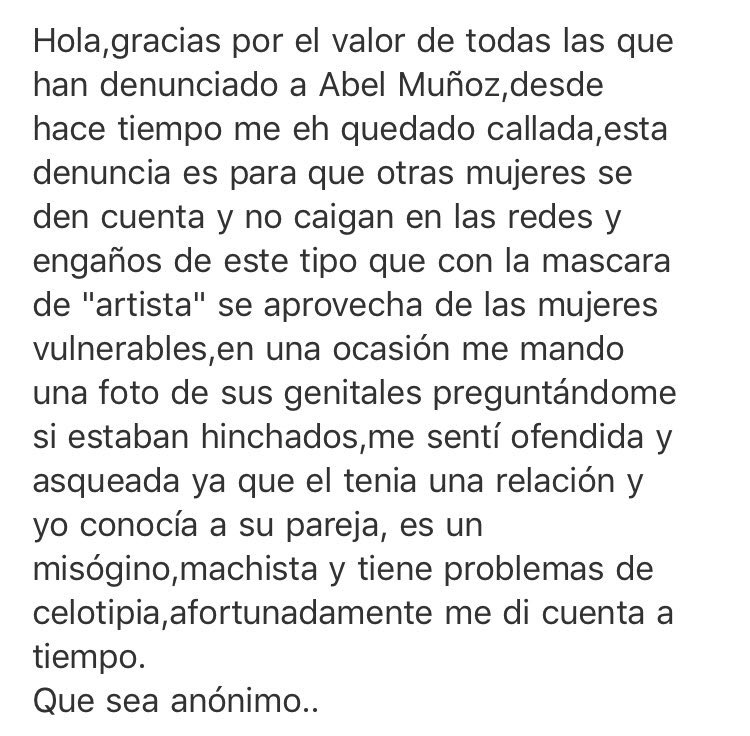 Hola,gracias por el valor de todas las que
han denunciado a Abel Muñoz,desde
hace tiempo me eh quedado callada,esta
denuncia es para que otras mujeres se
den cuenta y no caigan en las redes y
engaños de este tipo que con la mascara
de "artista" se aprovecha de las mujeres
vulnerables,en una ocasión me mando
una foto de sus genitales preguntándome
si estaban hinchados,me sentí ofendida y
asqueada ya que el tenia una relación y
yo conocía a su pareja, es un
misógino,machista y tiene problemas de
celotipia,afortunadamente me di cuenta a
tiempo.
Que sea anónimo..